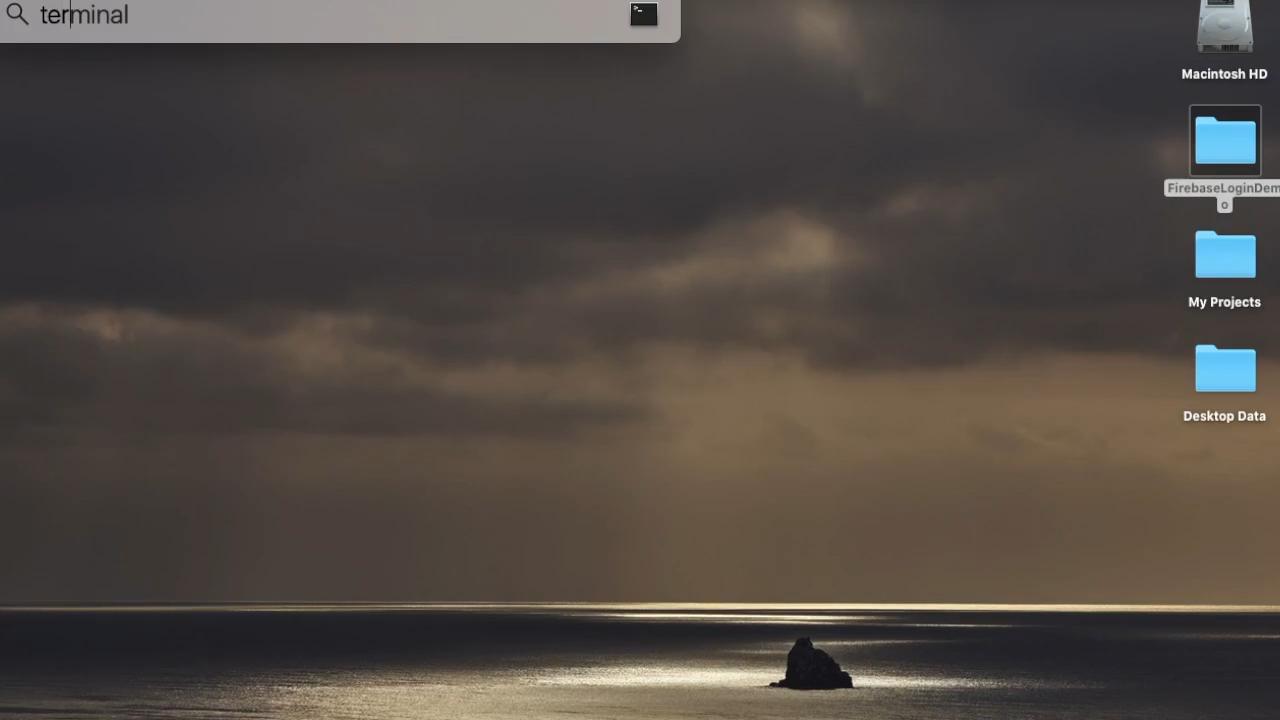 terminal
Macintosh HD
FirebaseLoginDem
o
My Projects
Desktop Data